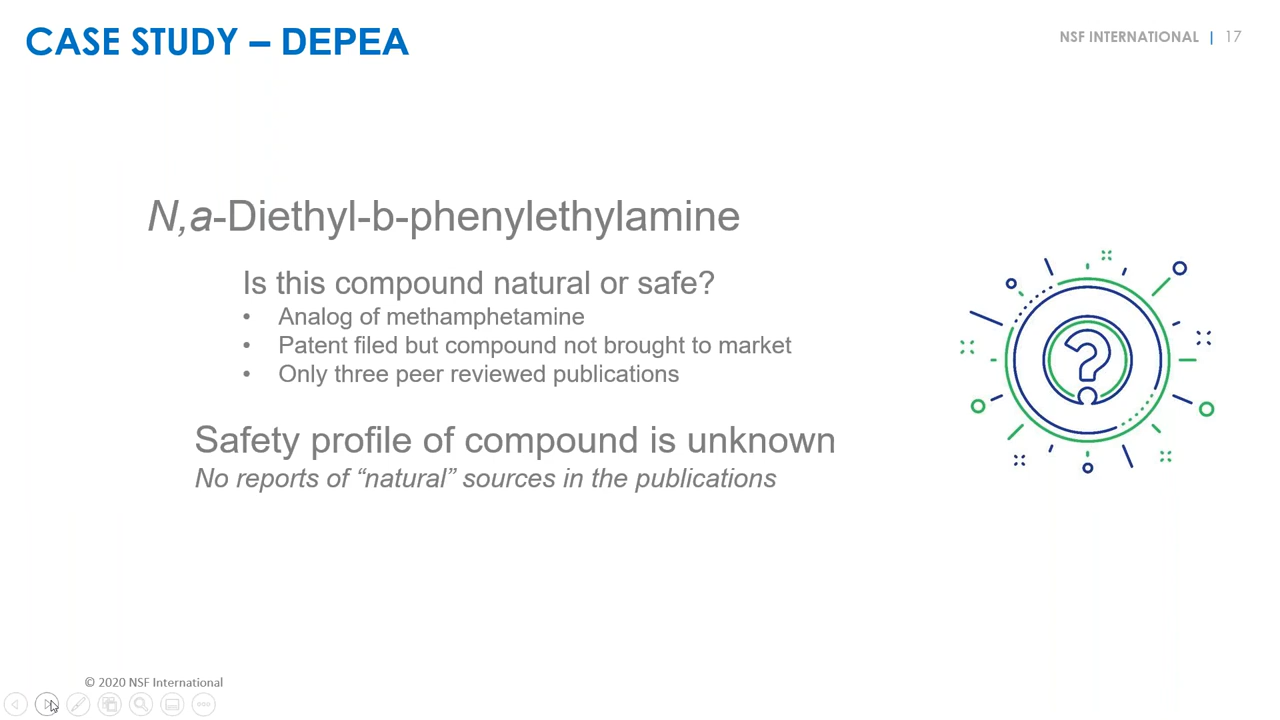 CASE STUDY – DEPEA
NSF INTERNATIONAL | 17
N,a-Diethyl-b-phenylethylamine
Is this compound natural or safe?
• Analog of methamphetamine
• Patent filed but compound not brought to market
• Only three peer reviewed publications
Safety profile of compound is unknown
No reports of “natural” sources in the publications
?
© 2020 NSF International